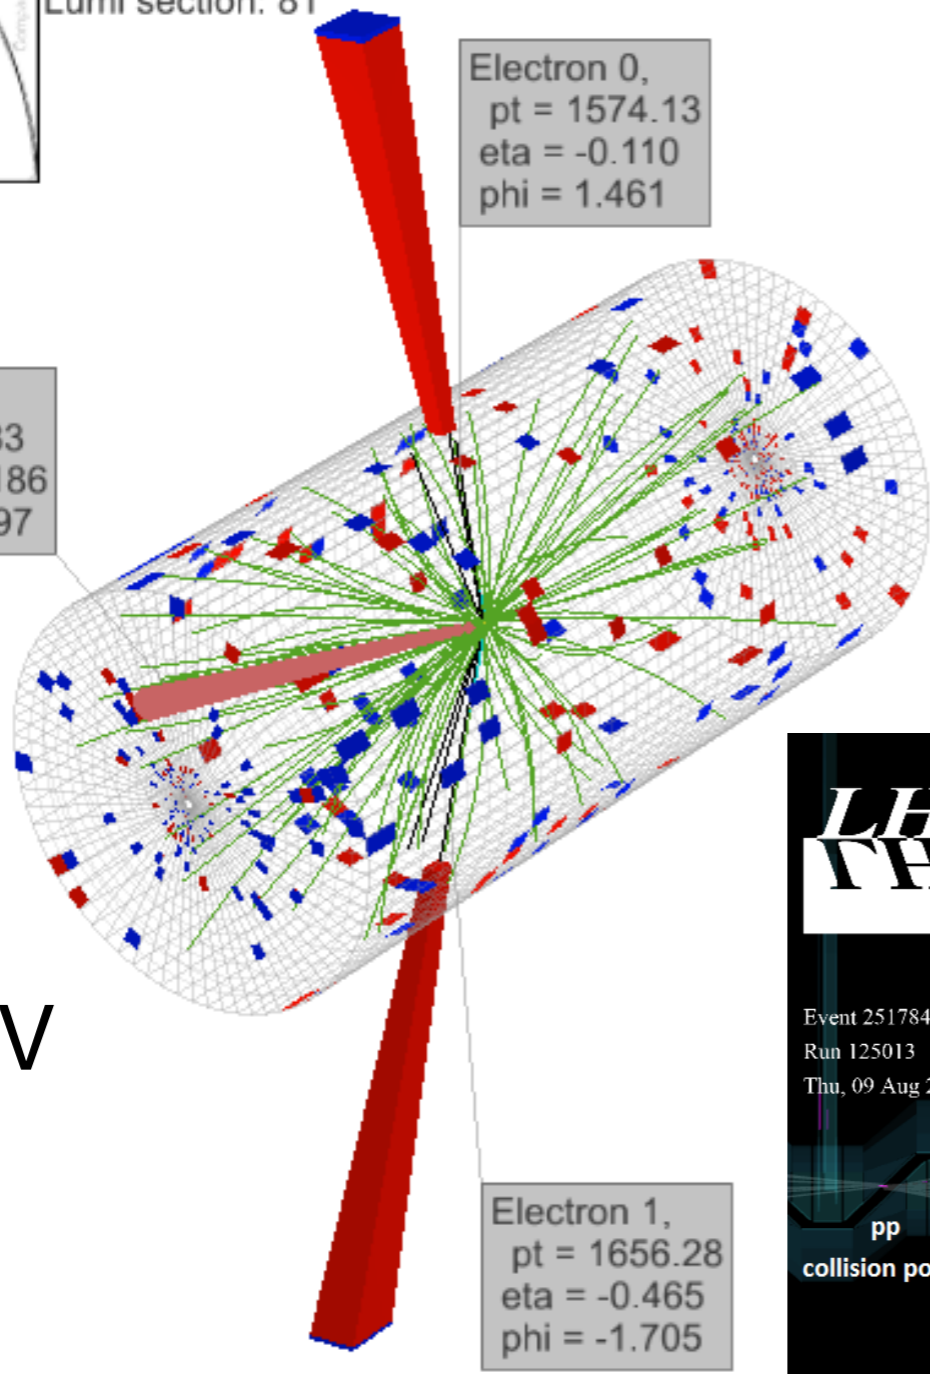 Lumi section: 81
Electron 0,
pt = 1574.13
eta = -0.110
phi = 1.461
33
186
97
V
Electron 1,
pt = 1656.28
eta = -0.465
phi = -1.705
LH
Event 251784
Run 125013
Thu, 09 Aug 2
pp
collision po